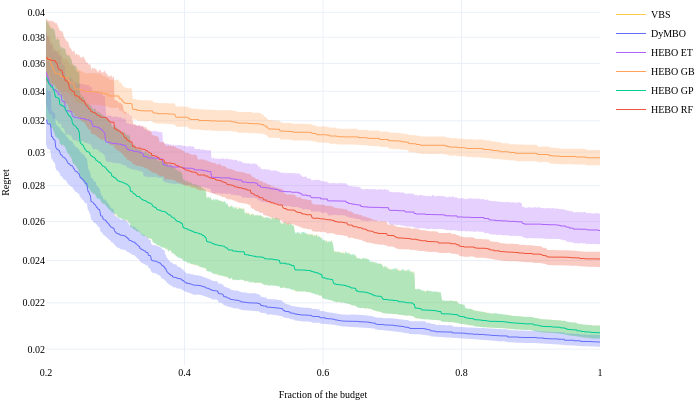 0.04
0.038
0.036
0.034
0.032
0.03
0.028
0.026
0.024
0.022
0.02
Regret
0.2
0.4
0.6
0.8
1
Fraction of the budget
VBS
DyMBO
HEBO ET
HEBO GB
HEBO GP
HEBO RF